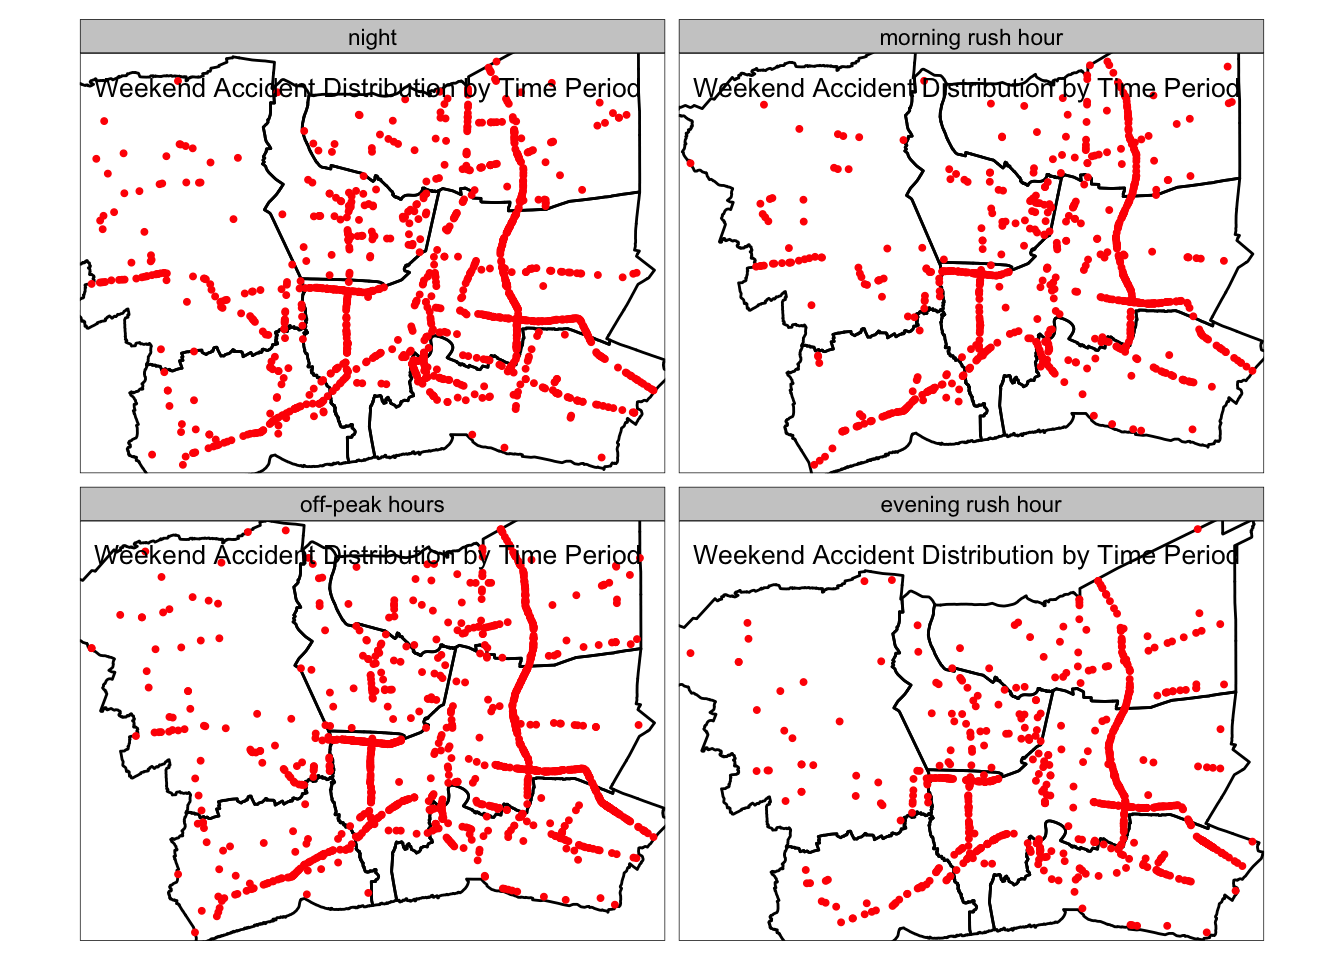 night
Weekend Accident Distribution by Time Period
morning rush hour
Weekend Accident Distribution by Time Period
off-peak hours
Weekend Accident Distribution by Time Period
evening rush hour
Weekend Accident Distribution by Time Period